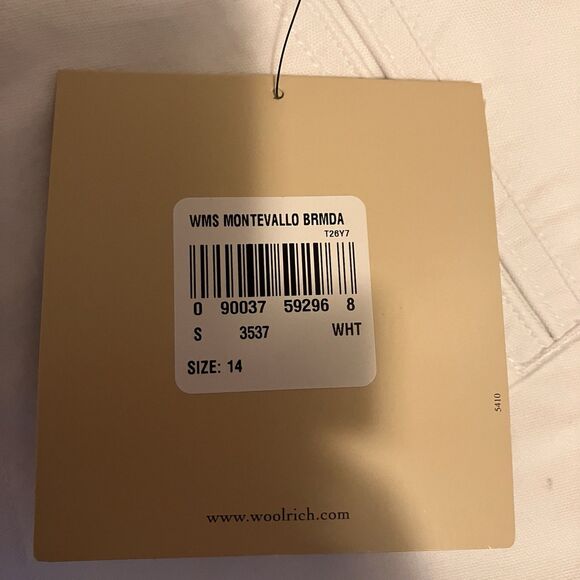 WMS MONTEVALLO BRMDA
T26Y7
0 90037 59296 8
S 3537 WHT
SIZE: 14
5410
www.woolrich.com